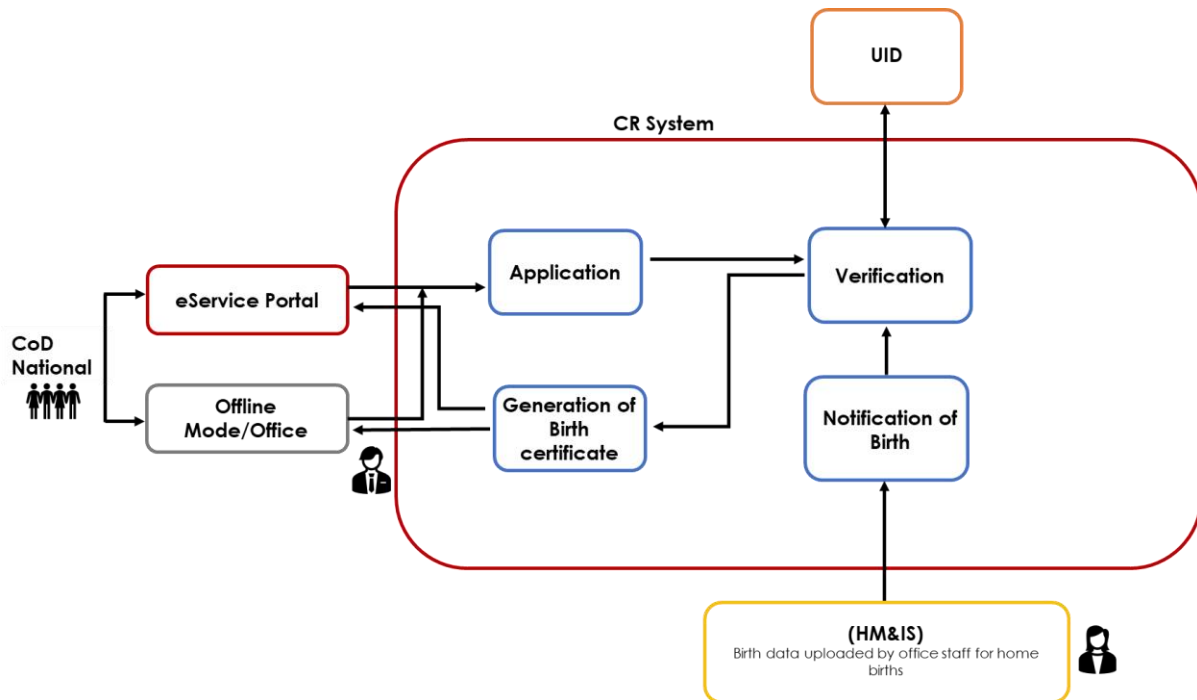 UID
CR System
Application
Verification
eService Portal
CoD
National
Offline
Mode/Office
Generation of
Birth
certificate
Notification of
Birth
(HM&IS)
Birth data uploaded by office staff for home
births